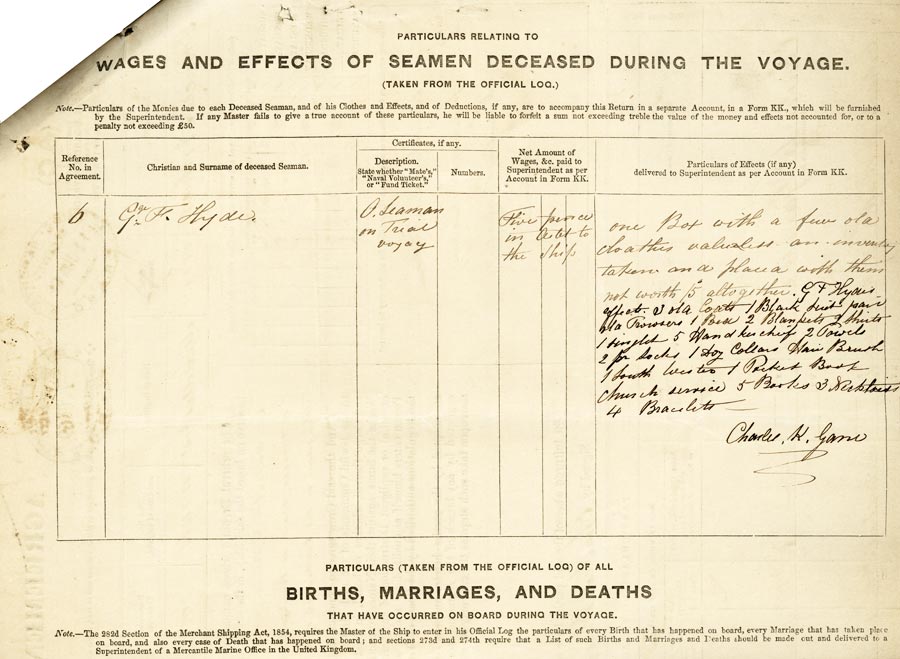 PARTICULARS RELATING TO
WAGES AND EFFECTS OF SEAMEN DECEASED DURING THE VOYAGE.
(TAKEN FROM THE OFFICIAL LOG.)
Note.—Particulars of the Monies due to each Deceased Seaman, and of his Clothes and Effects, and of Deductions, if any, are to accompany this Return in a separate Account, in a Form KK., which will be furnished
by the Superintendent. If any Master fails to give a true account of these particulars, he will be liable to forfeit a sum not exceeding treble the value of the money and effects not accounted for, or to a
penalty not exceeding £50.
Reference
No. in
Agreement.
Christian and Surname of deceased Seaman.
Certificates, if any.
Description.
State whether "Mate's,"
"Naval Volunteer's,"
or "Fund Ticket."
Numbers.
Net Amount of
Wages, &c. paid to
Superintendent as per
Account in Form KK.
Particulars of Effects (if any)
delivered to Superintendent as per Account in Form KK.
6
F. Hyde.
O. Seaman
on Trial
voyag
Five pence
in debt to
the Ship
one Box with a few old
cloathes valueless an inventory
taken and placed with them
not worth /5 altogether. G F Hydes
effects. 3 old Coats 1 Black suit pair
old Trowsers 1 Bed 2 Blankets 2 Shirts
1 singlet 5 Handkerchief 2 Towels
2 pr Socks 1 Doz Collars Hair Brush
1 South Wester 1 Pocket Book
Church service 5 Books 3 Neckties
4 Bracelets
Charles. K. Gann
PARTICULARS (TAKEN FROM THE OFFICIAL LOG) OF ALL
BIRTHS, MARRIAGES, AND DEATHS
THAT HAVE OCCURRED ON BOARD DURING THE VOYAGE.
Note.—The 282d Section of the Merchant Shipping Act, 1854, requires the Master of the Ship to enter in his Official Log the particulars of every Birth that has happened on board, every Marriage that has taken place
on board, and also every case of Death that has happened on board; and sections 273d and 274th require that a List of such Births and Marriages and Deaths should be made out and delivered to a
Superintendent of a Mercantile Marine Office in the United Kingdom.